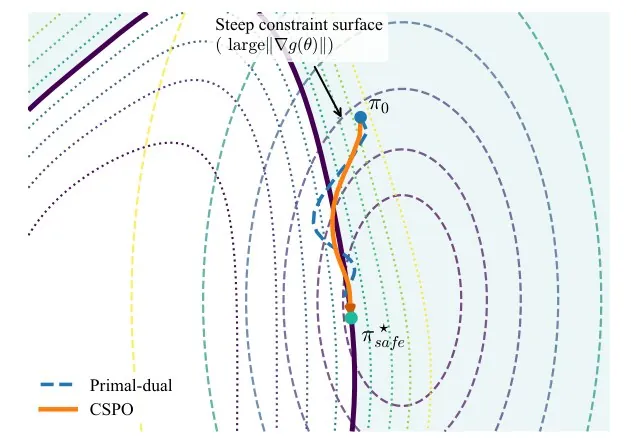 Steep constraint surface
( large‖∇g(θ)‖)
π₀
π⋆safe
Primal-dual
CSPO